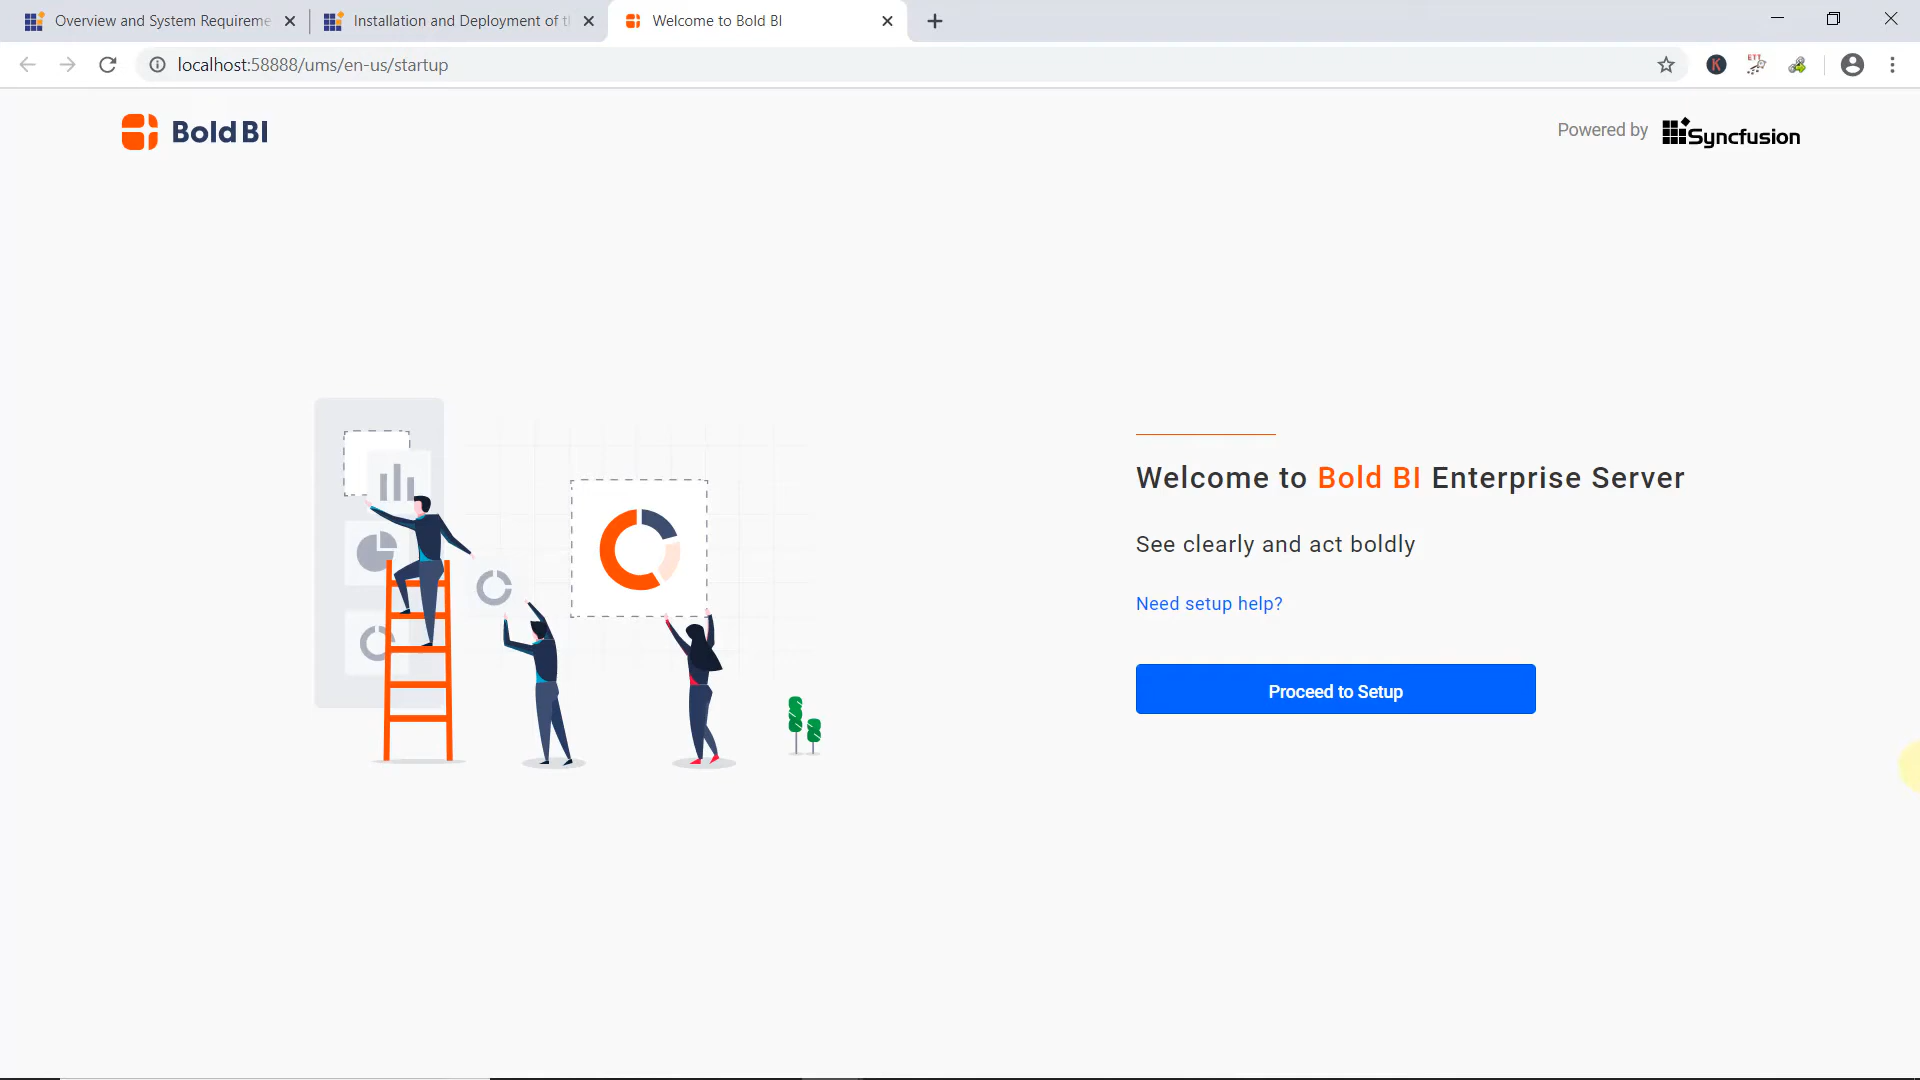 Overview and System Requireme
Installation and Deployment of t
Welcome to Bold BI
localhost:58888/ums/en-us/startup
K
ETT
Bold BI
Powered by Syncfusion
Welcome to Bold BI Enterprise Server
See clearly and act boldly
Need setup help?
Proceed to Setup